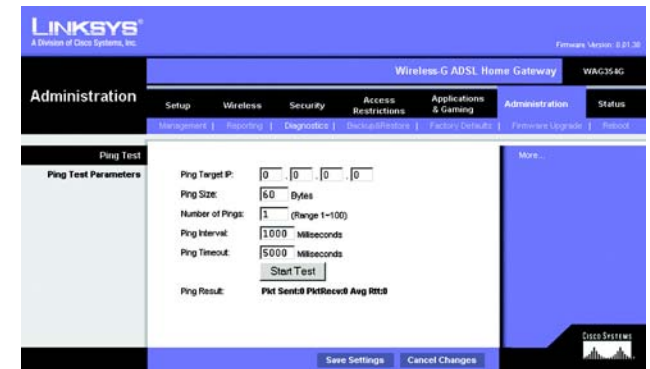 LINKSYS®
A Division of Cisco Systems, Inc.
Firmware Version: 0.21.30
Wireless-G ADSL Home Gateway WAG354G
Administration
Setup Wireless Security Access Restrictions Applications & Gaming Administration Status
Management | Reporting | Diagnostics | Backup&Restore | Factory Defaults | Firmware Upgrade | Reboot
Ping Test
More...
Ping Test Parameters
Ping Target IP: 0 . 0 . 0 . 0
Ping Size: 60 Bytes
Number of Pings: 1 (Range 1~100)
Ping Interval: 1000 Milliseconds
Ping Timeout: 5000 Milliseconds
Start Test
Ping Result: Pkt Sent:0 PktRecv:0 Avg Rtt:0
Save Settings Cancel Changes
CISCO SYSTEMS